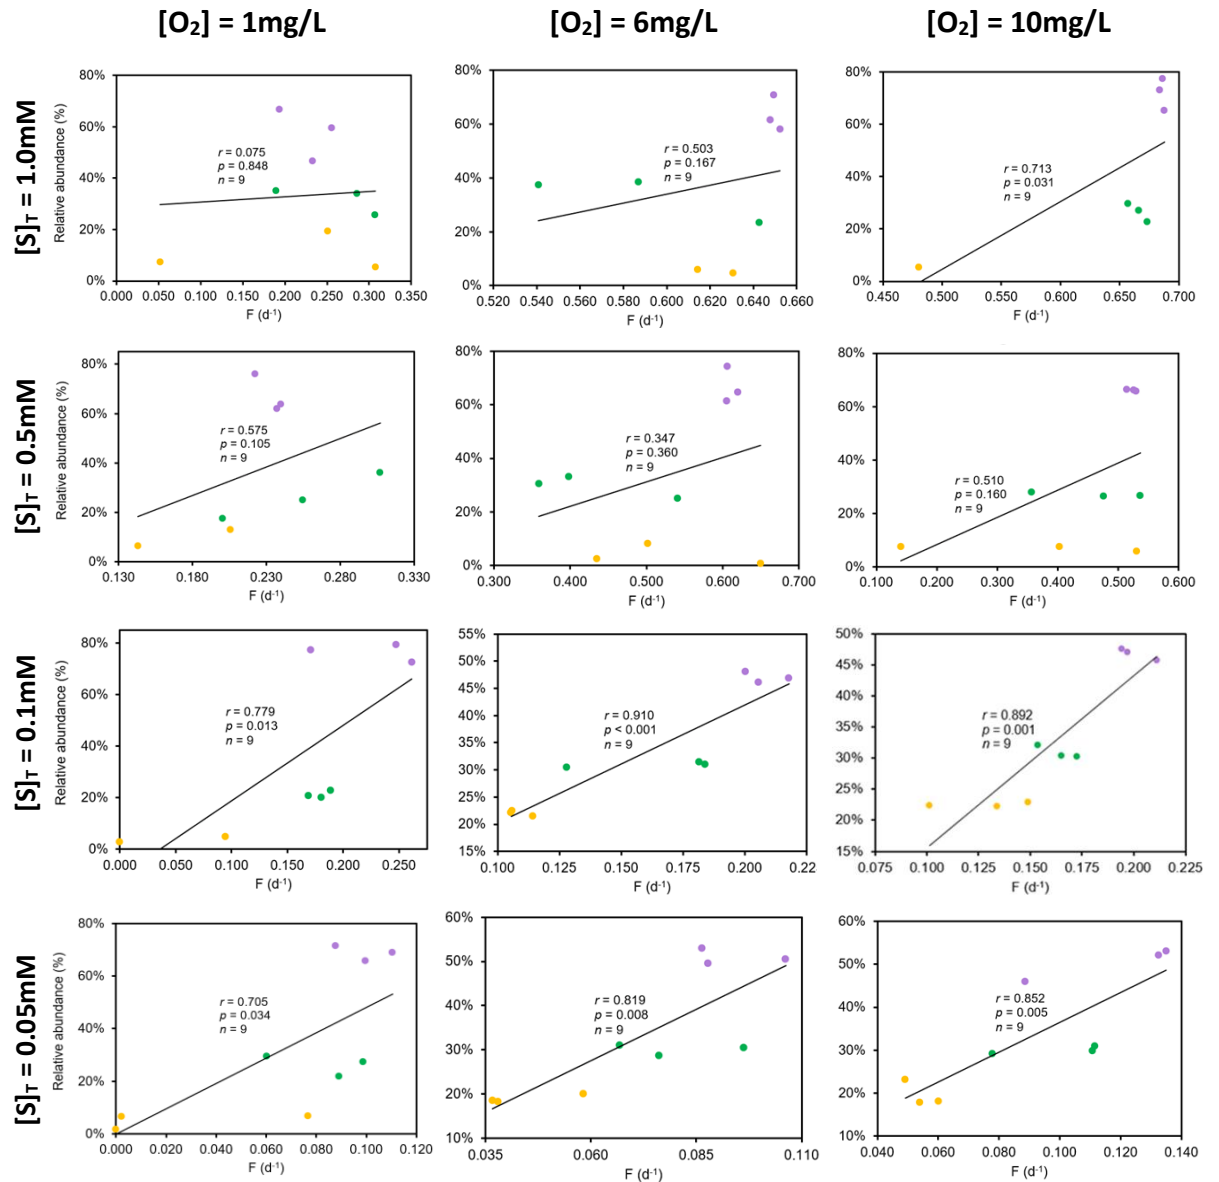 [O₂] = 1mg/L
[O₂] = 6mg/L
[O₂] = 10mg/L
[S]T = 1.0mM
Relative abundance (%)
80%
60%
40%
20%
0%
r = 0.075
p = 0.848
n = 9
0.000 0.050 0.100 0.150 0.200 0.250 0.300 0.350
F (d⁻¹)
80%
60%
40%
20%
0%
r = 0.503
p = 0.167
n = 9
0.520 0.540 0.560 0.580 0.600 0.620 0.640 0.660
F (d⁻¹)
80%
60%
40%
20%
0%
r = 0.713
p = 0.031
n = 9
0.450 0.500 0.550 0.600 0.650 0.700
F (d⁻¹)
[S]T = 0.5mM
Relative abundance (%)
80%
60%
40%
20%
0%
r = 0.575
p = 0.105
n = 9
0.130 0.180 0.230 0.280 0.330
F (d⁻¹)
80%
60%
40%
20%
0%
r = 0.347
p = 0.360
n = 9
0.300 0.400 0.500 0.600 0.700
F (d⁻¹)
80%
60%
40%
20%
0%
r = 0.510
p = 0.160
n = 9
0.100 0.200 0.300 0.400 0.500 0.600
F (d⁻¹)
[S]T = 0.1mM
Relative abundance (%)
80%
60%
40%
20%
0%
r = 0.779
p = 0.013
n = 9
0.000 0.050 0.100 0.150 0.200 0.250
F (d⁻¹)
55%
50%
45%
40%
35%
30%
25%
20%
15%
r = 0.910
p < 0.001
n = 9
0.100 0.125 0.150 0.175 0.200 0.225
F (d⁻¹)
50%
45%
40%
35%
30%
25%
20%
15%
r = 0.892
p = 0.001
n = 9
0.075 0.100 0.125 0.150 0.175 0.200 0.225
F (d⁻¹)
[S]T = 0.05mM
Relative abundance (%)
80%
60%
40%
20%
0%
r = 0.705
p = 0.034
n = 9
0.000 0.020 0.040 0.060 0.080 0.100 0.120
F (d⁻¹)
60%
50%
40%
30%
20%
10%
r = 0.819
p = 0.008
n = 9
0.035 0.060 0.085 0.110
F (d⁻¹)
60%
50%
40%
30%
20%
10%
r = 0.852
p = 0.005
n = 9
0.040 0.060 0.080 0.100 0.120 0.140
F (d⁻¹)